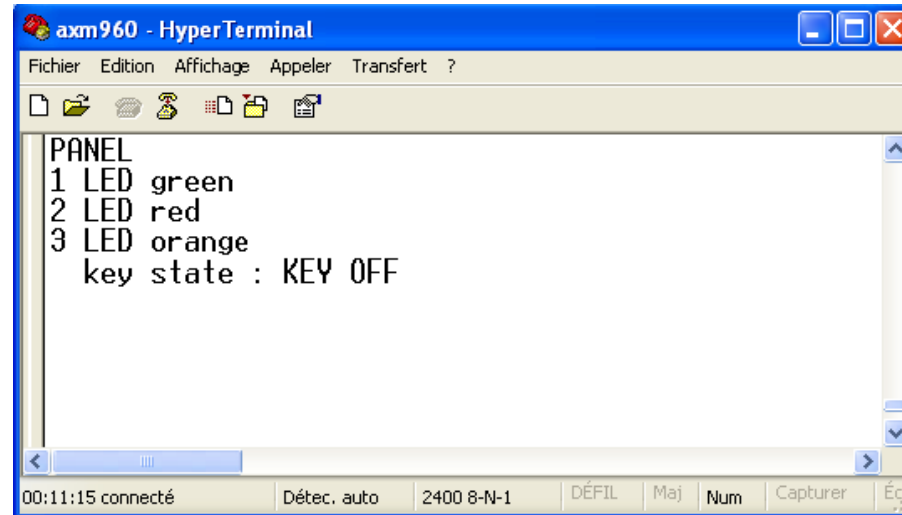 axm960 - HyperTerminal
Fichier Edition Affichage Appeler Transfert ?
PANEL
1 LED green
2 LED red
3 LED orange
key state : KEY OFF
00:11:15 connecté Détec. auto 2400 8-N-1 DÉFIL Maj Num Capturer